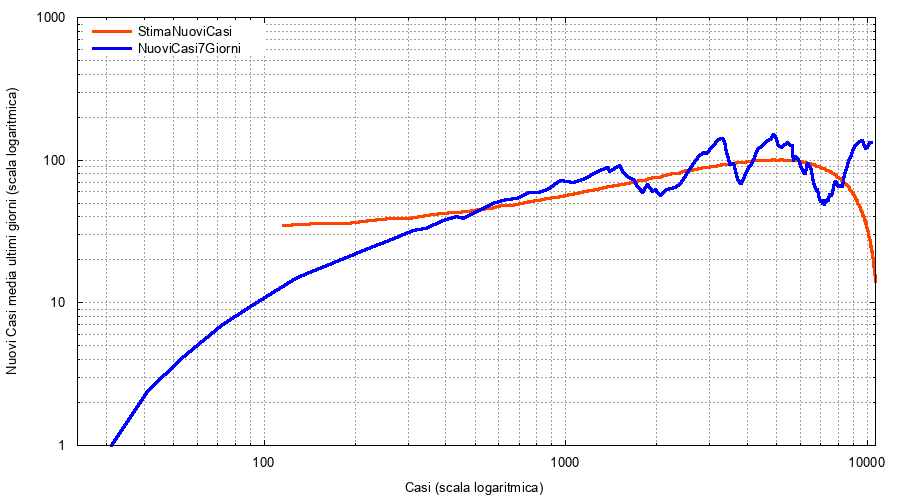 1000
StimaNuoviCasi
NuoviCasi7Giorni
100
10
1
Nuovi Casi media ultimi giorni (scala logaritmica)
100
1000
10000
Casi (scala logaritmica)